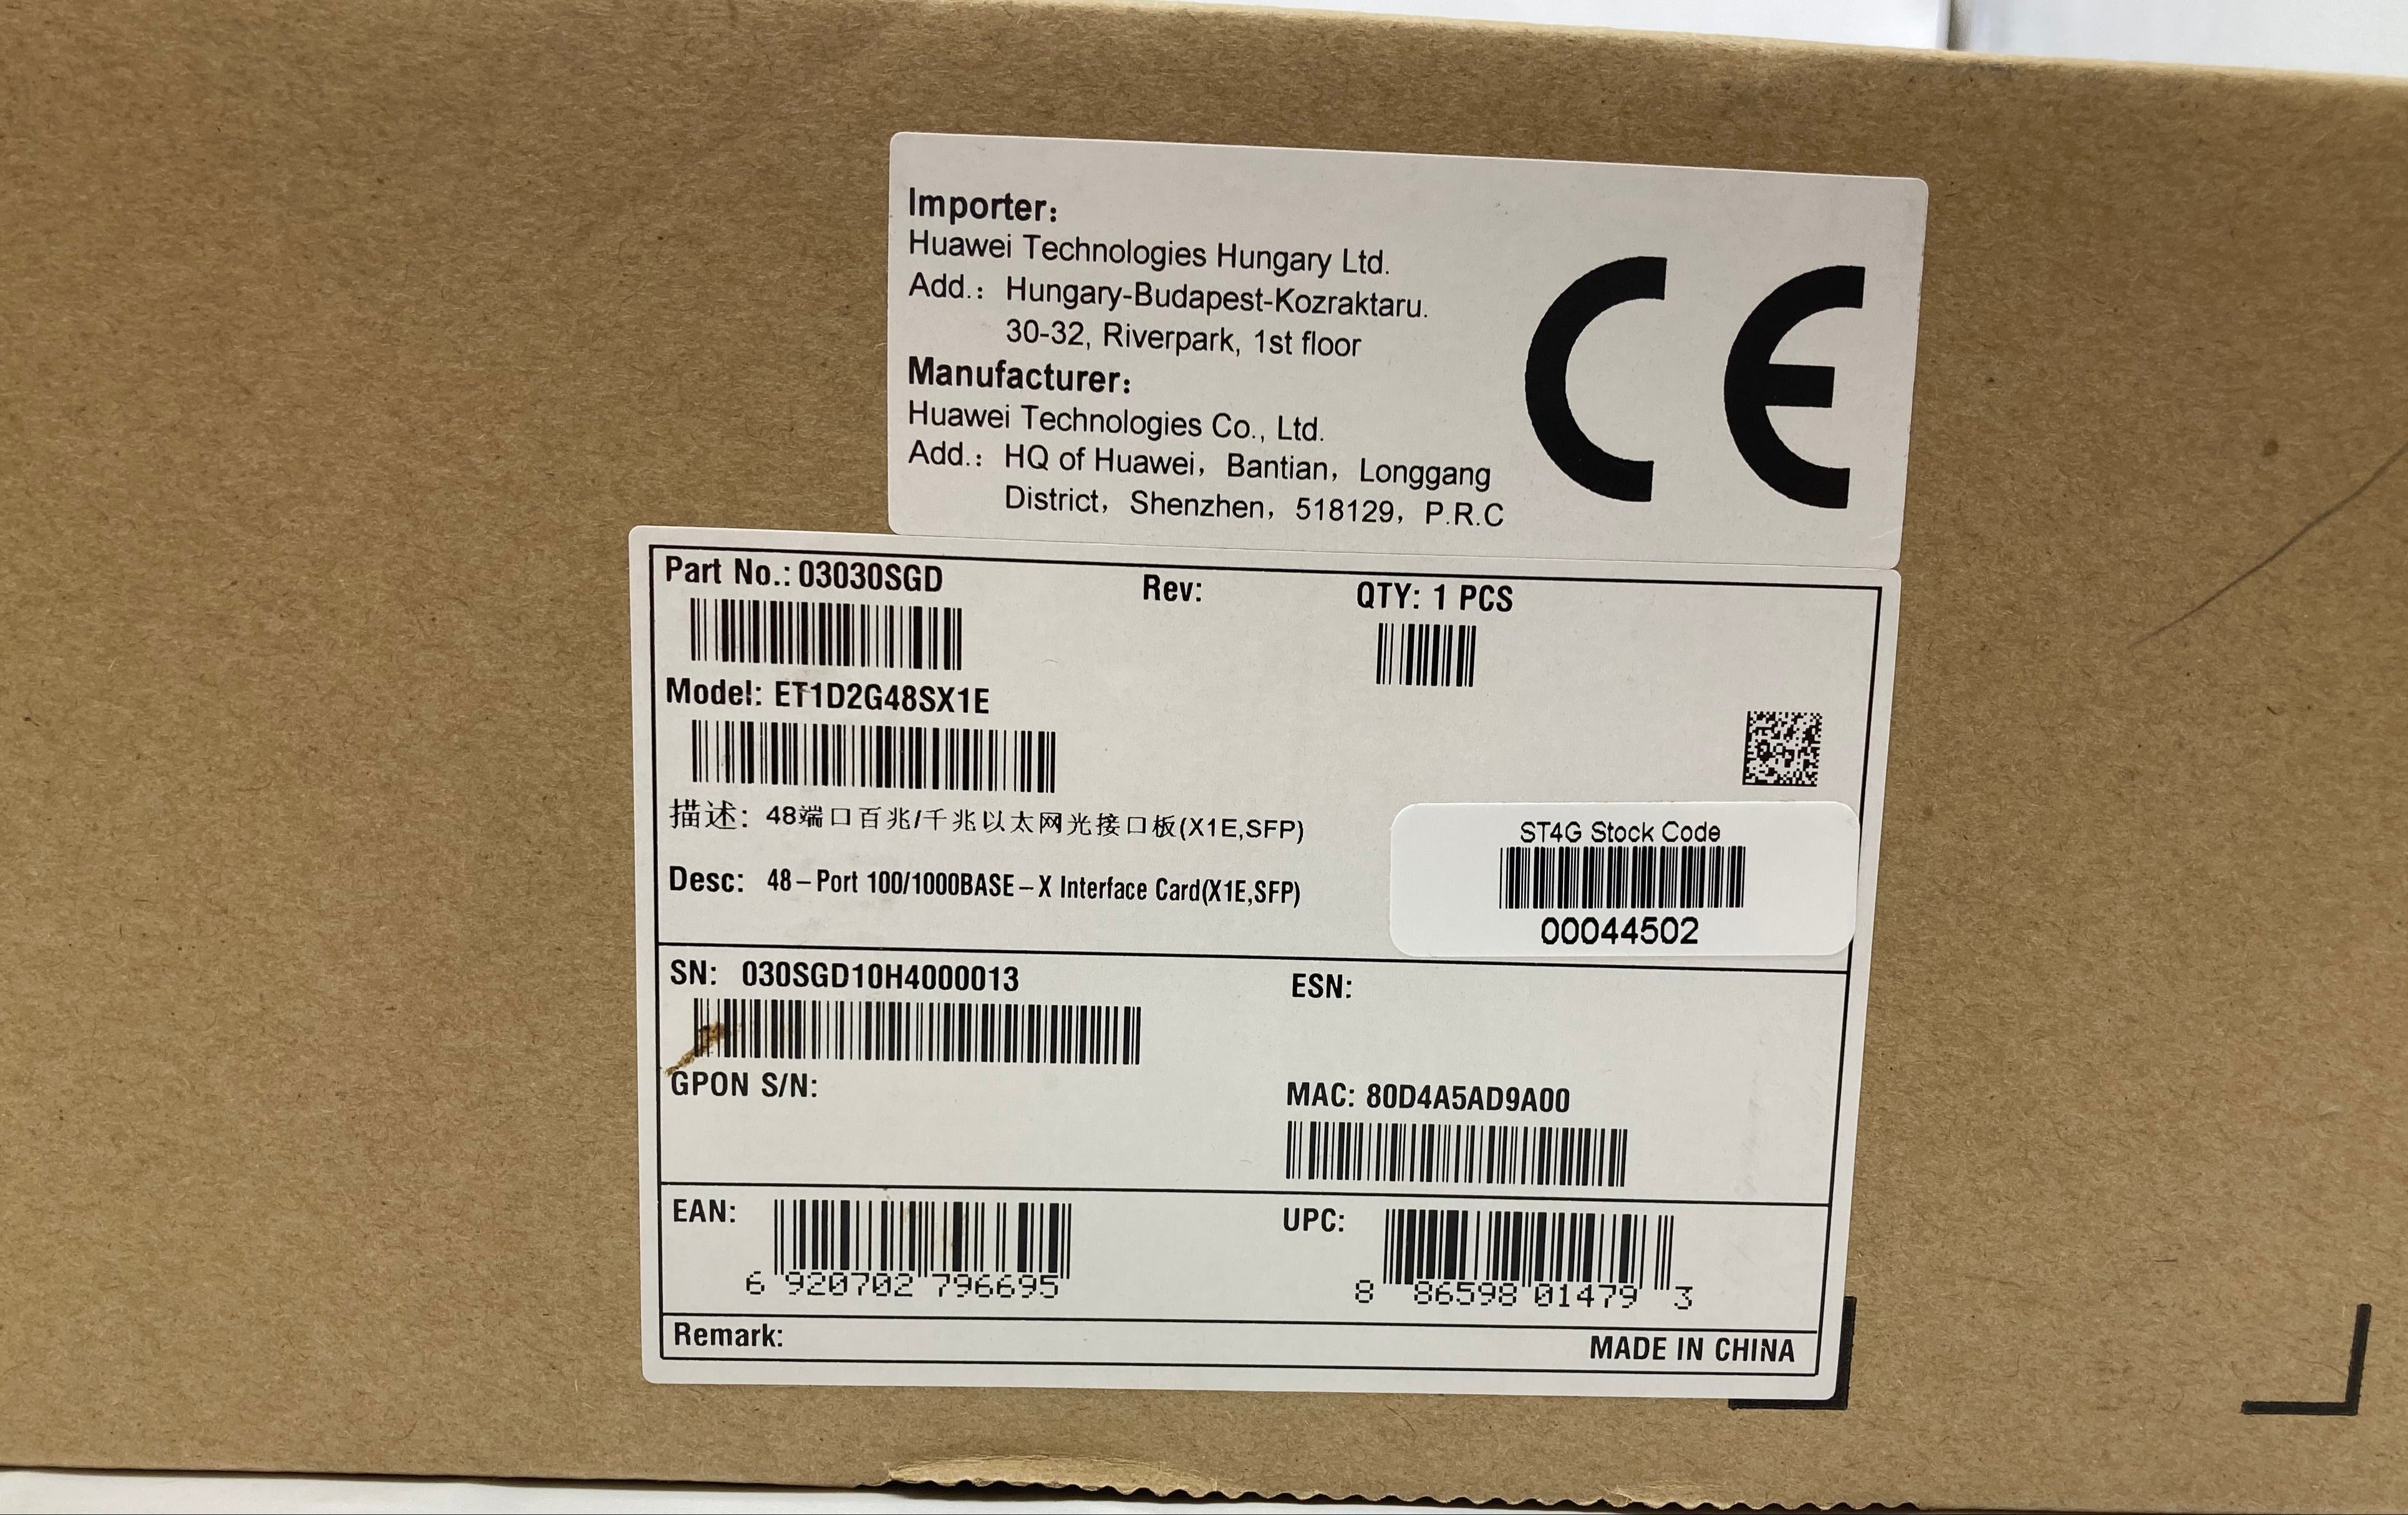 Importer:
Huawei Technologies Hungary Ltd.
Add.: Hungary-Budapest-Kozraktaru.
30-32, Riverpark, 1st floor
Manufacturer:
Huawei Technologies Co., Ltd.
Add.: HQ of Huawei, Bantian, Longgang
District, Shenzhen, 518129, P.R.C
CE
Part No.: 03030SGD Rev: QTY: 1 PCS
Model: ET1D2G48SX1E
描述: 48端口百兆/千兆以太网光接口板(X1E,SFP)
ST4G Stock Code
Desc: 48-Port 100/1000BASE-X Interface Card(X1E,SFP)
00044502
SN: 030SGD10H4000013 ESN:
GPON S/N: MAC: 80D4A5AD9A00
EAN: UPC:
6 920702 796695 8 86598 01479 3
Remark: MADE IN CHINA